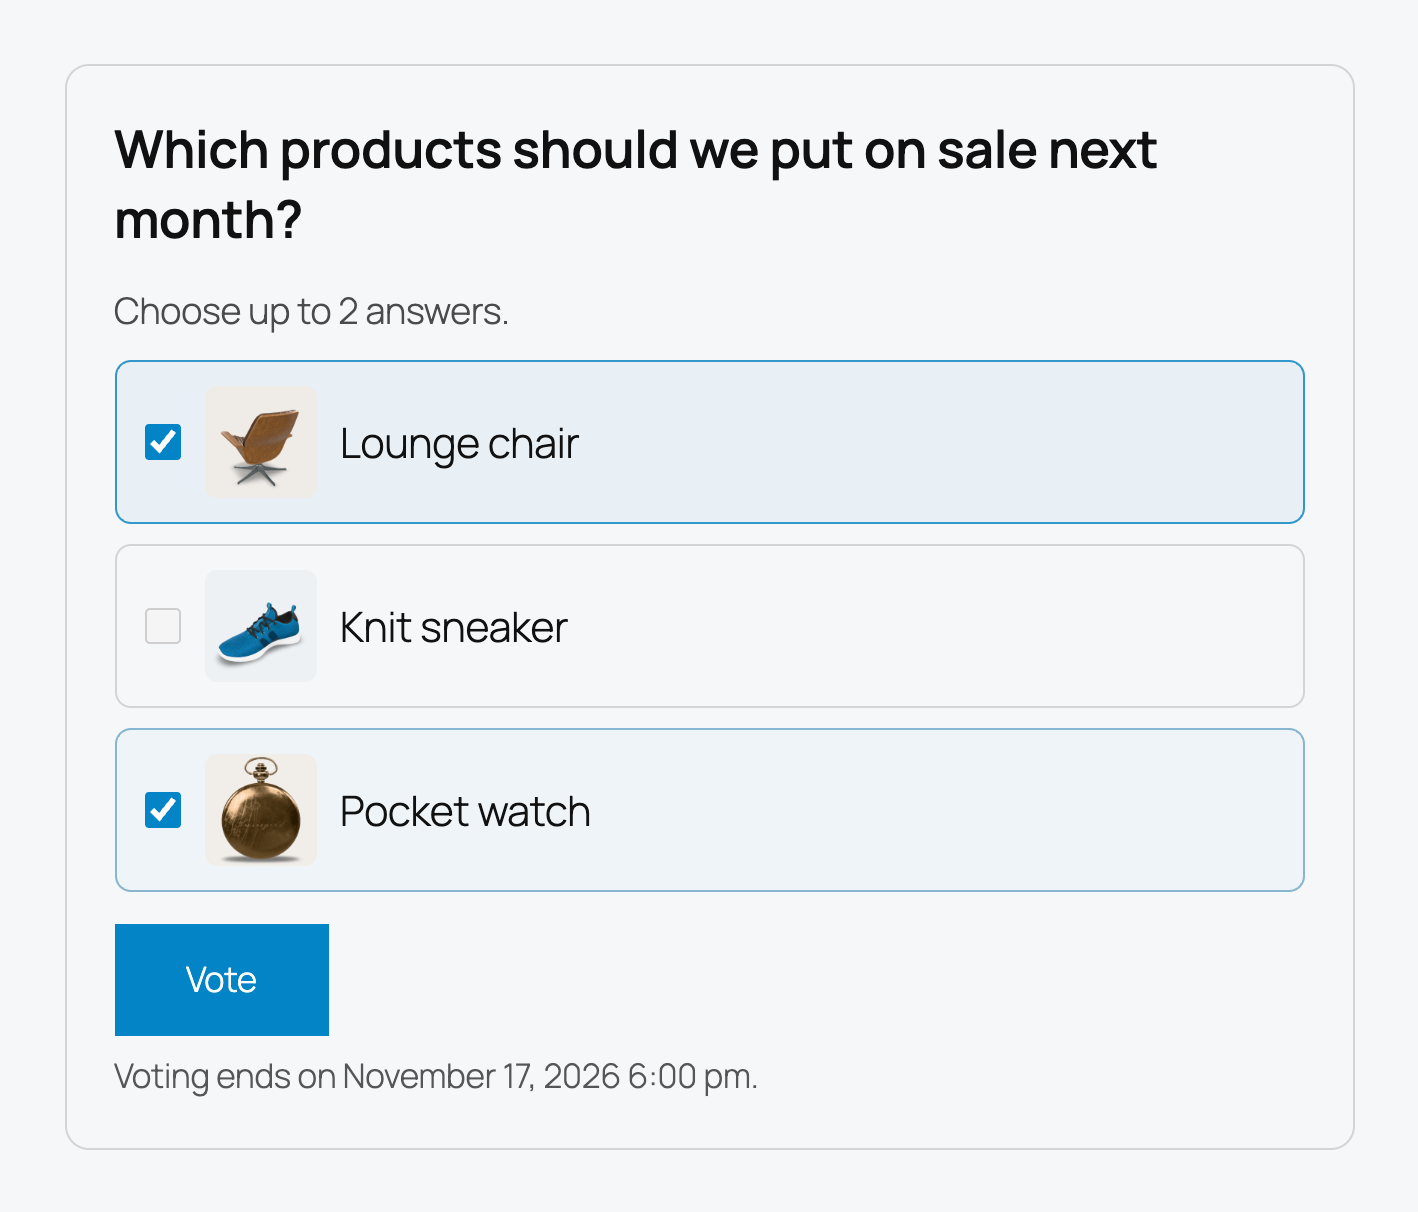 Which products should we put on sale next
month?
Choose up to 2 answers.
Lounge chair
Knit sneaker
Pocket watch
Vote
Voting ends on November 17, 2026 6:00 pm.